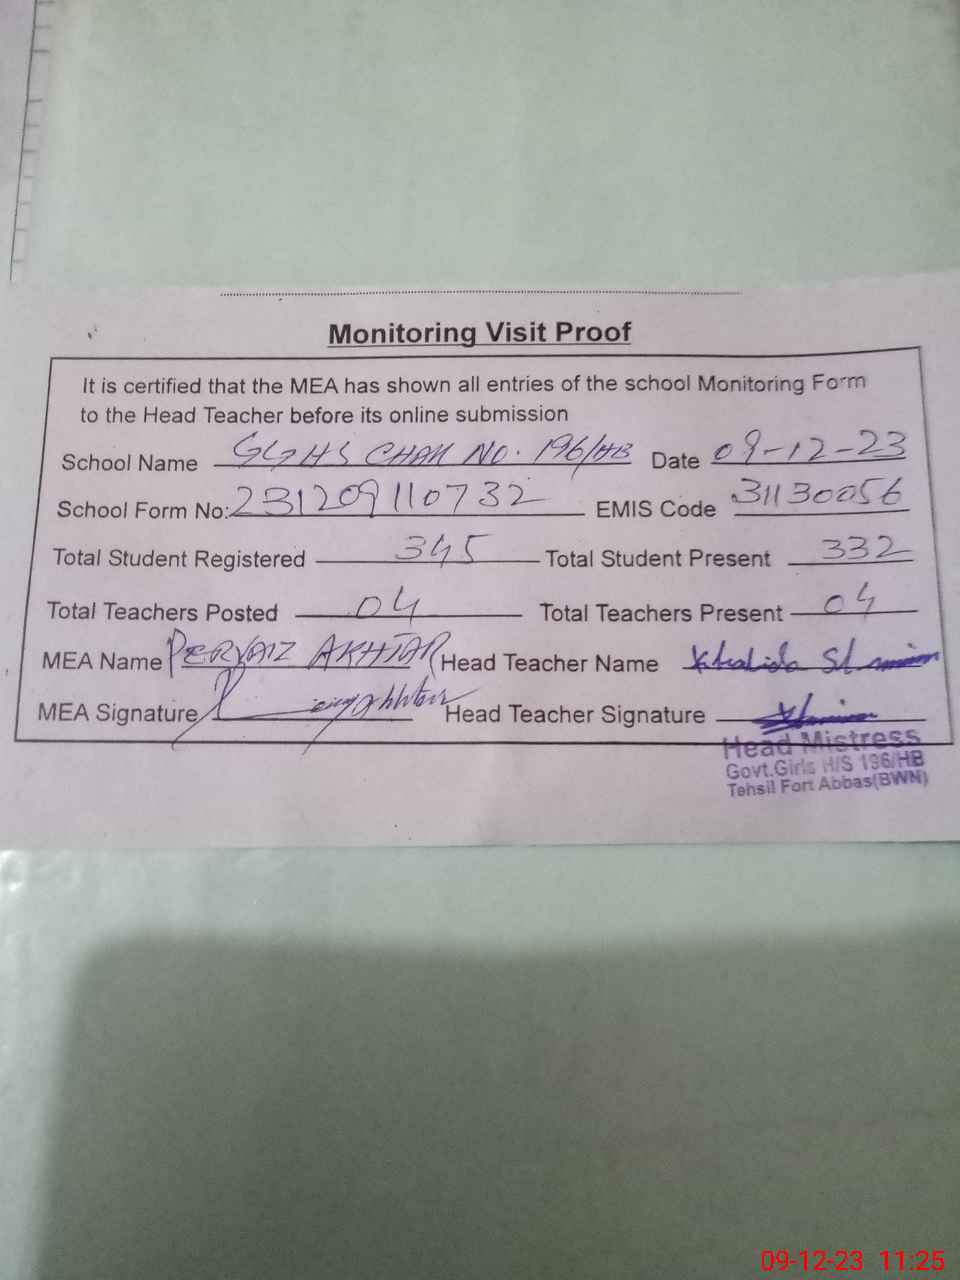 Monitoring Visit Proof
It is certified that the MEA has shown all entries of the school Monitoring Form
to the Head Teacher before its online submission
School Name GGHS CHAK NO. 196/HB Date 09-12-23
School Form No: 231209110732 EMIS Code 31130056
Total Student Registered 345 Total Student Present 332
Total Teachers Posted 04 Total Teachers Present 04
MEA Name PERVAIZ AKHTAR Head Teacher Name Khalida
MEA Signature Head Teacher Signature
Head Mistress
Govt.Girls H/S 196/HB
Tehsil Fort Abbas(BWN)
09-12-23 11:25